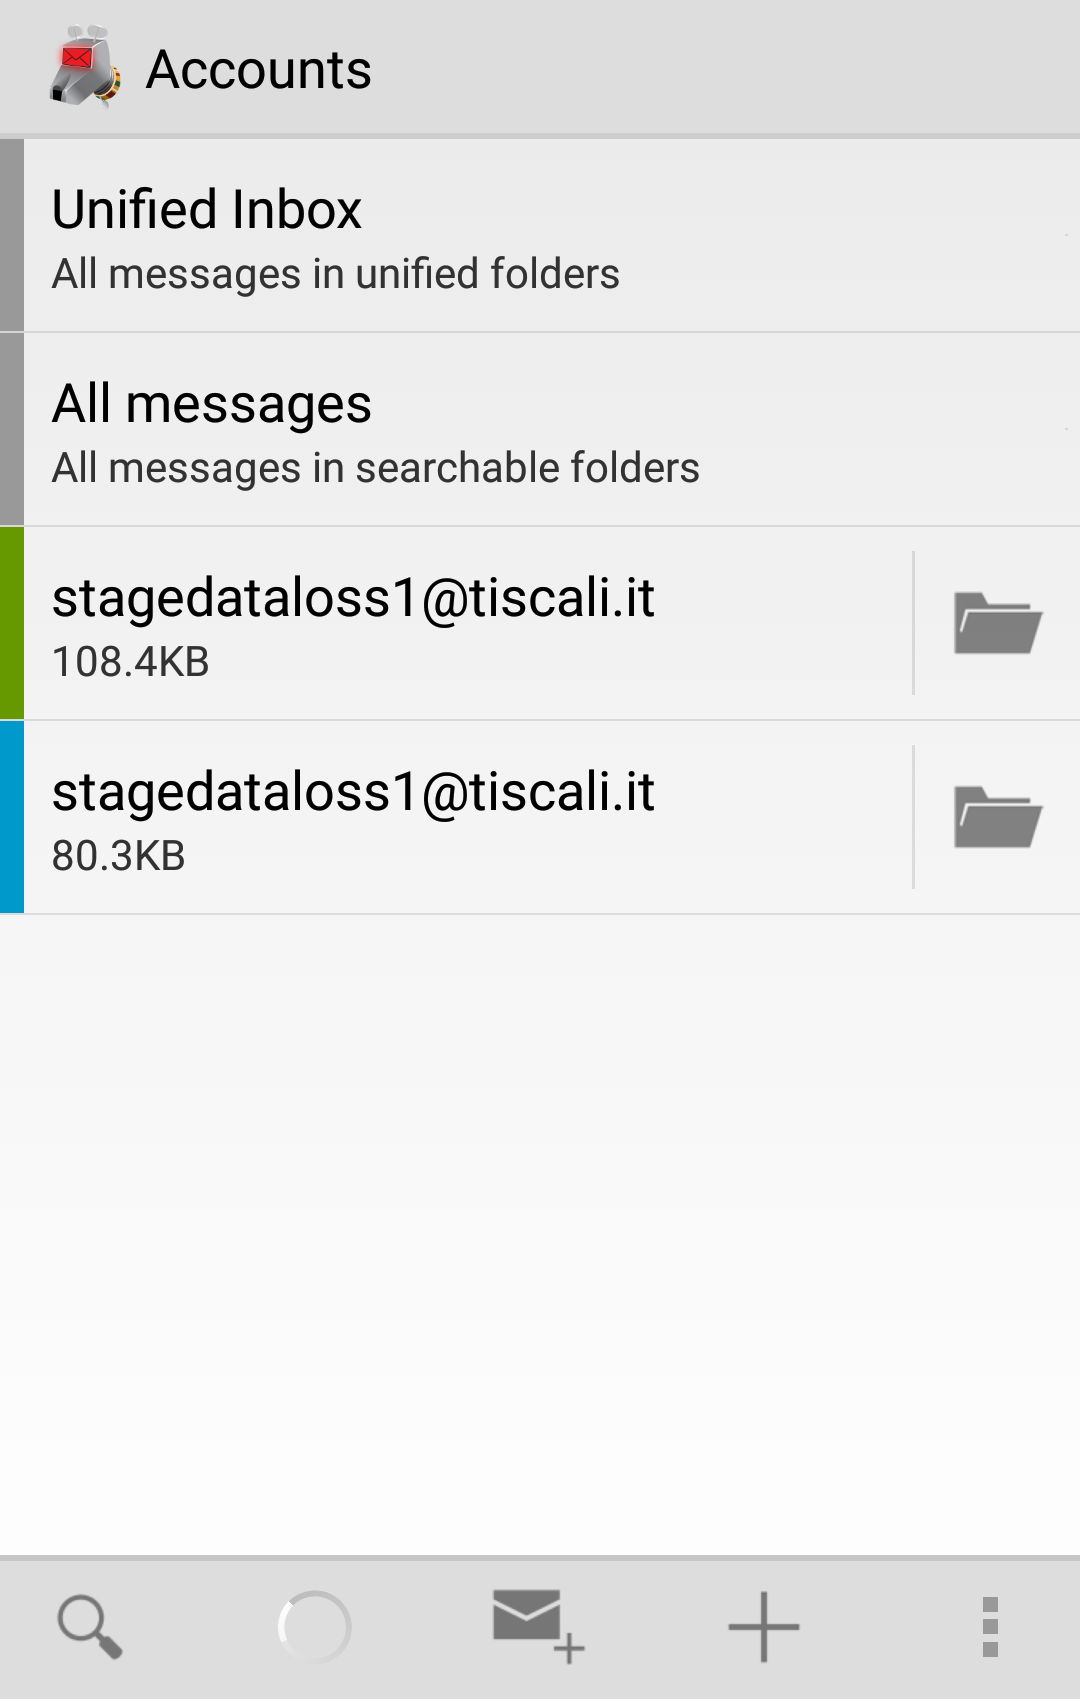 Accounts
Unified Inbox
All messages in unified folders
All messages
All messages in searchable folders
stagedataloss1@tiscali.it
108.4KB
stagedataloss1@tiscali.it
80.3KB